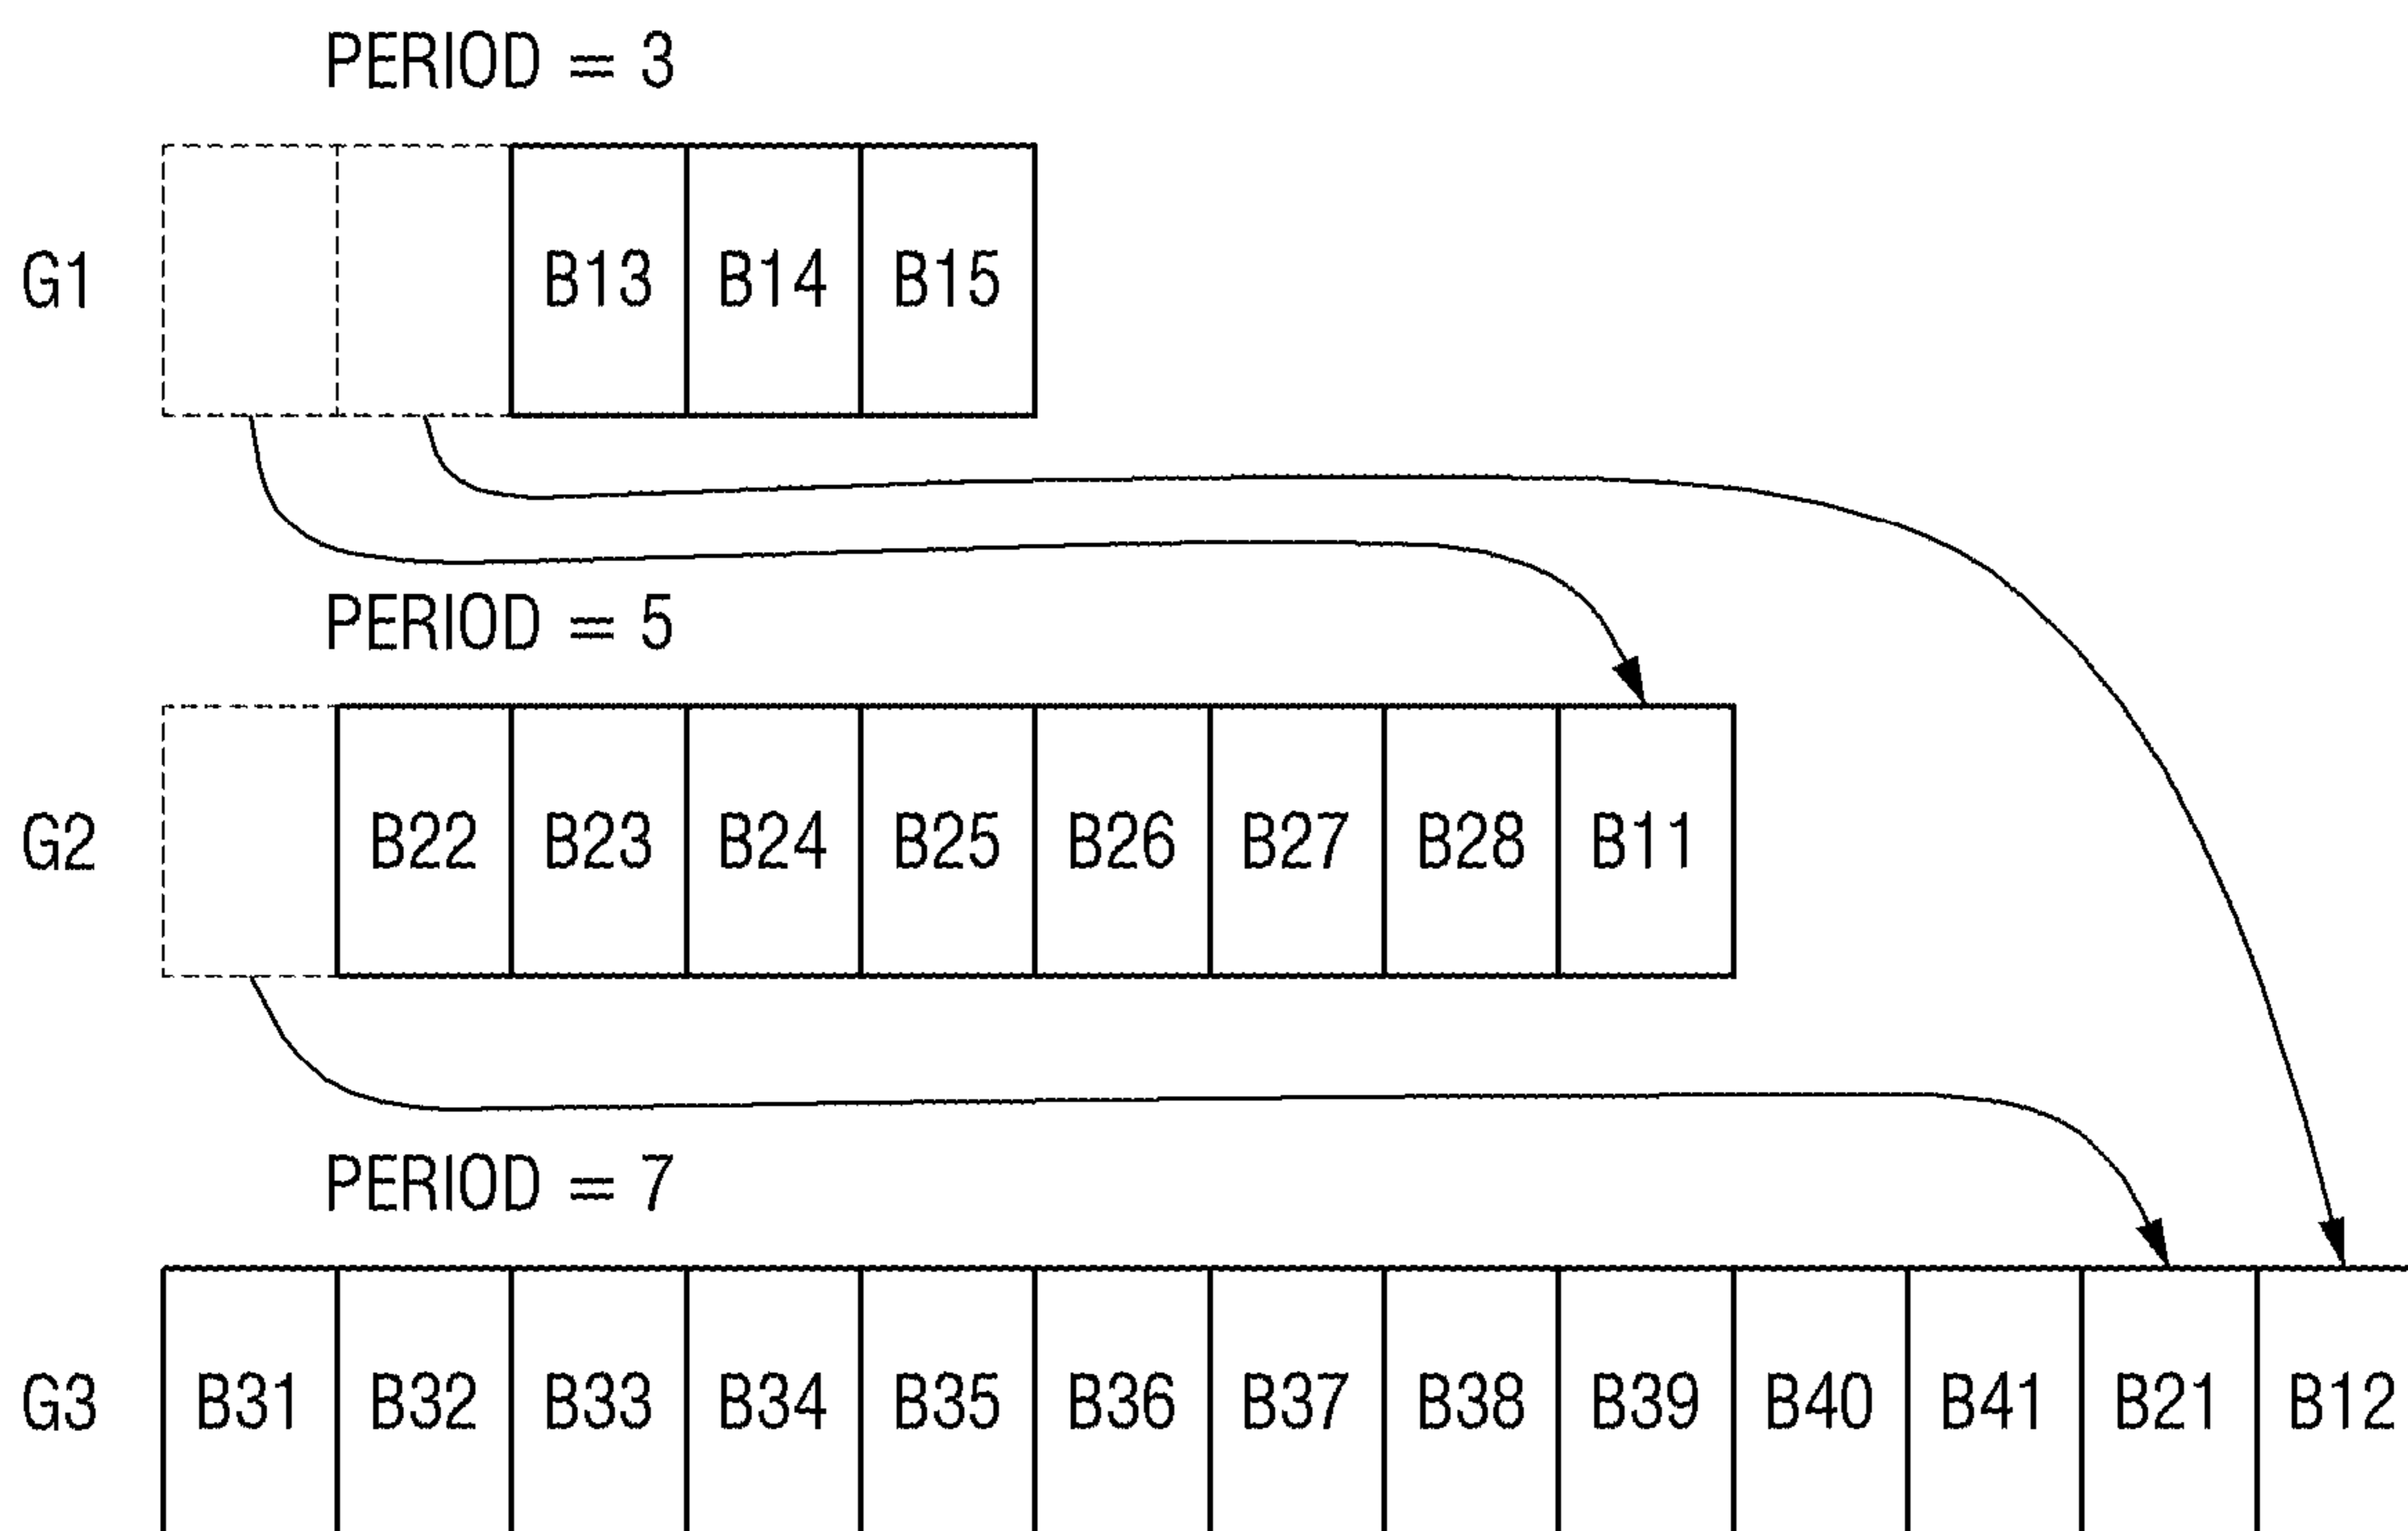 PERIOD = 3
G1 B13 B14 B15
PERIOD = 5
G2 B22 B23 B24 B25 B26 B27 B28 B11
PERIOD = 7
G3 B31 B32 B33 B34 B35 B36 B37 B38 B39 B40 B41 B21 B12